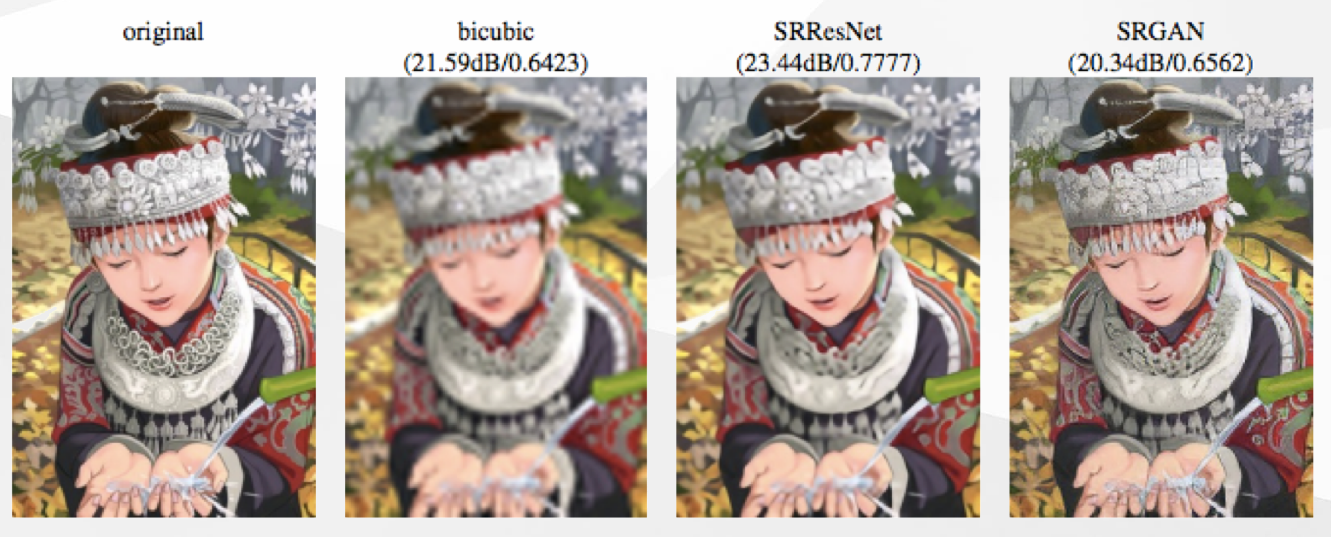 original
bicubic
(21.59dB/0.6423)
SRResNet
(23.44dB/0.7777)
SRGAN
(20.34dB/0.6562)